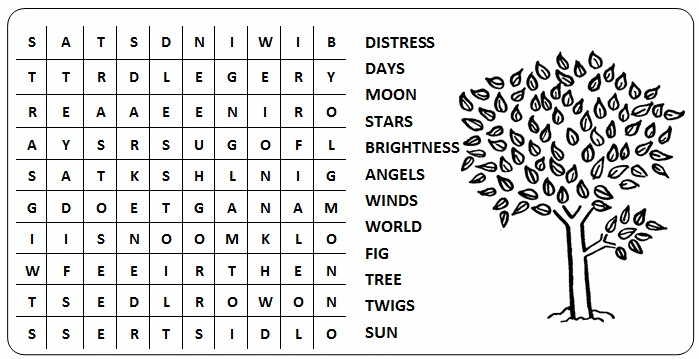 S A T S D N I W I B
T T R D L E G E R Y
R E A A E E N I R O
A Y S R S U G O F L
S A T K S H L N I G
G D O E T G A N A M
I I S N O O M K L O
W F E E I R T H E N
T S E D L R O W O N
S S E R T S I D L O
DISTRESS
DAYS
MOON
STARS
BRIGHTNESS
ANGELS
WINDS
WORLD
FIG
TREE
TWIGS
SUN